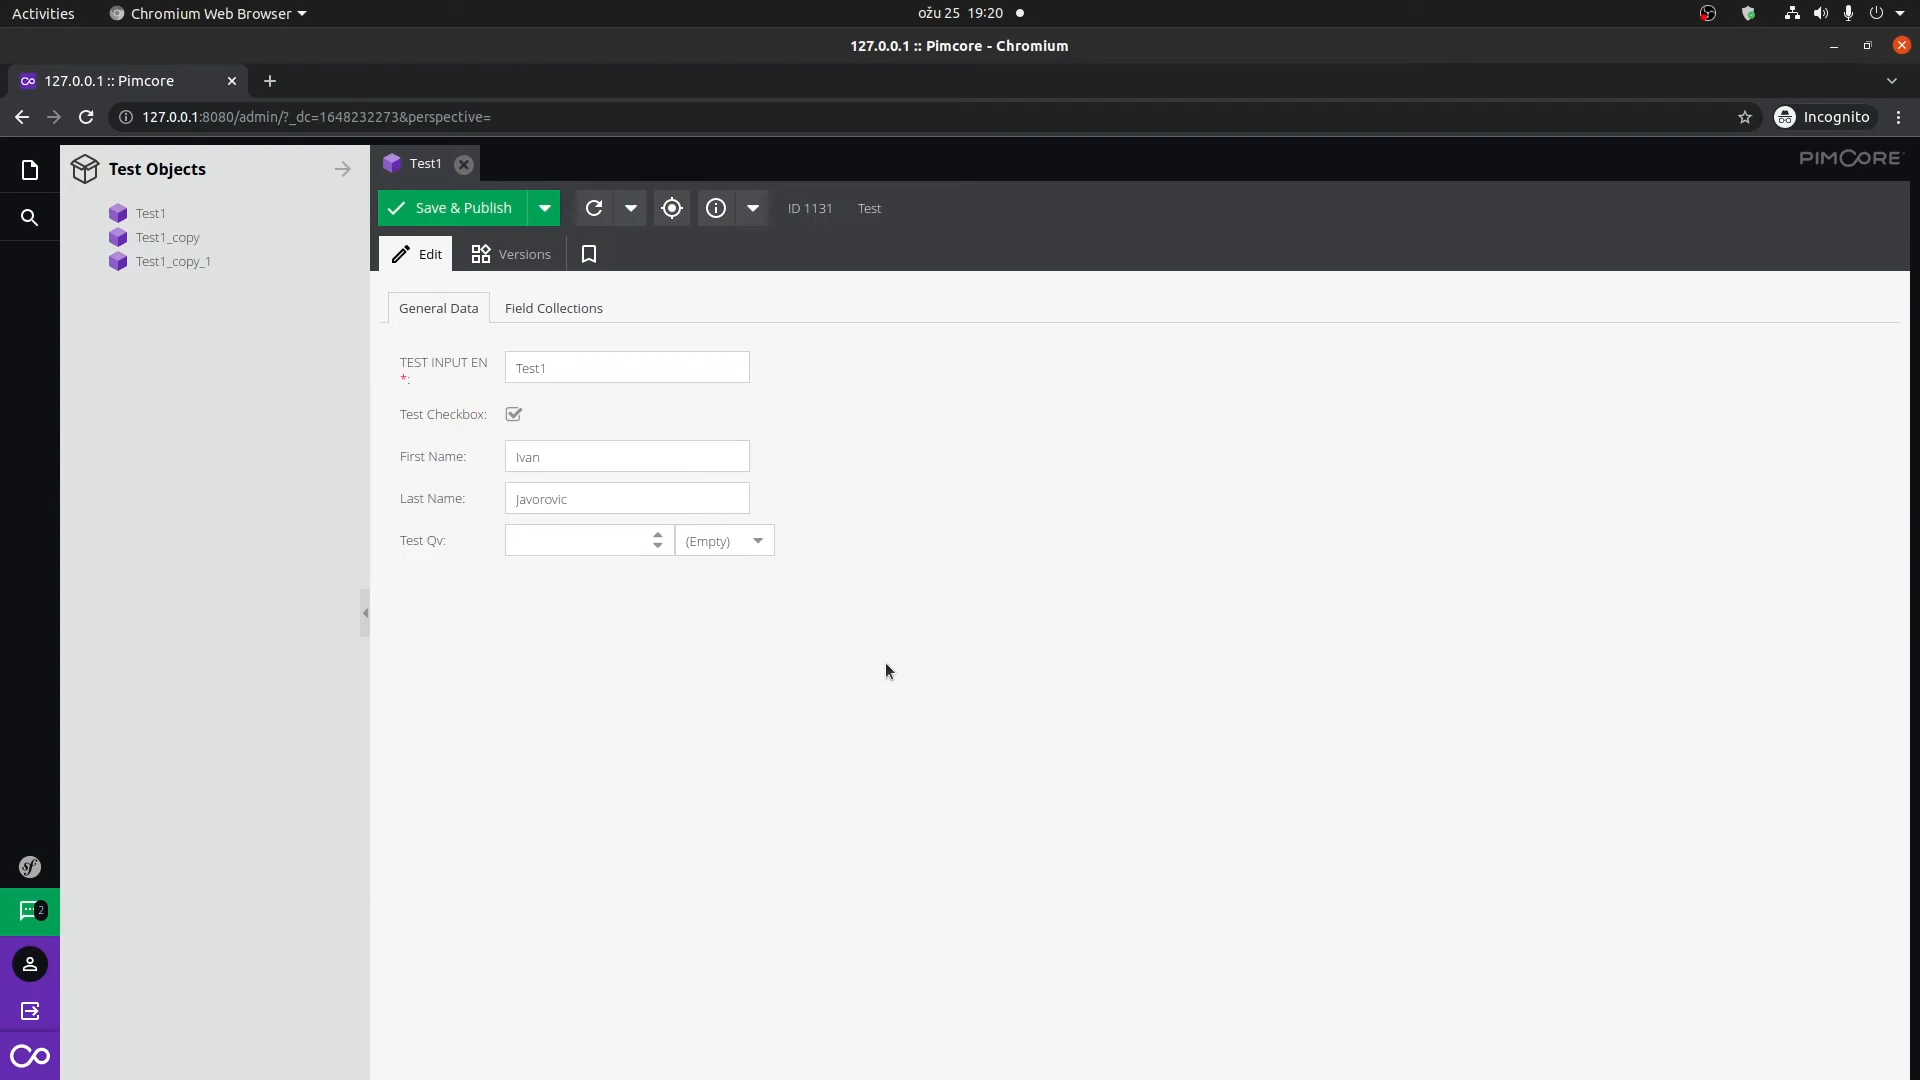 Activities
Chromium Web Browser
ožu 25 19:20
127.0.0.1 :: Pimcore - Chromium
127.0.0.1 :: Pimcore
127.0.0.1:8080/admin/?_dc=1648232273&perspective=
Incognito
Test Objects
Test1
Test1_copy
Test1_copy_1
Test1
PIMCORE
Save & Publish
ID 1131
Test
Edit
Versions
General Data
Field Collections
TEST INPUT EN
*:
Test1
Test Checkbox:
First Name:
Ivan
Last Name:
Javorovic
Test Qv:
(Empty)
sf
2